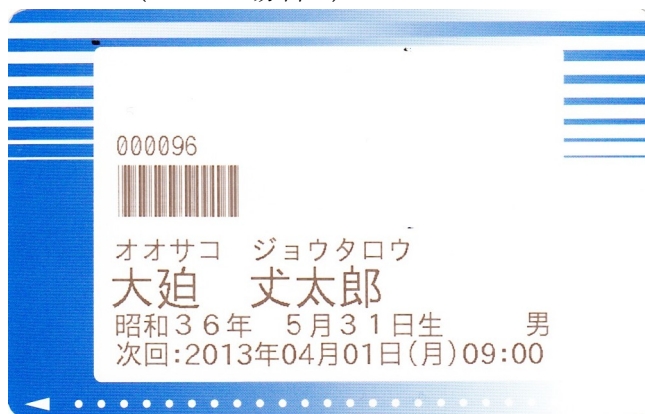 000096
オオサコ　ジョウタロウ
大廹　丈太郎
昭和３６年　５月３１日生　男
次回:2013年04月01日(月)09:00